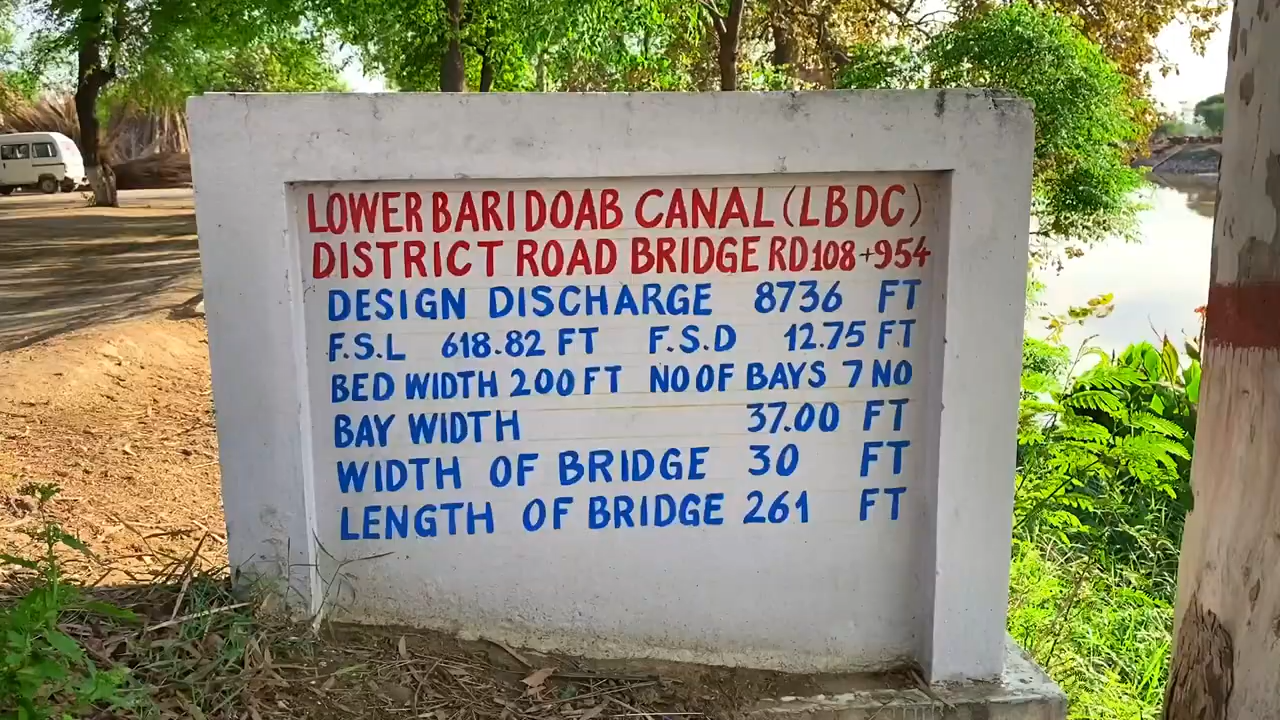 LOWER BARI DOAB CANAL (LBDC)
DISTRICT ROAD BRIDGE RD 108+954
DESIGN DISCHARGE 8736 FT
F.S.L 618.82 FT F.S.D 12.75 FT
BED WIDTH 200 FT NO OF BAYS 7 NO
BAY WIDTH 37.00 FT
WIDTH OF BRIDGE 30 FT
LENGTH OF BRIDGE 261 FT